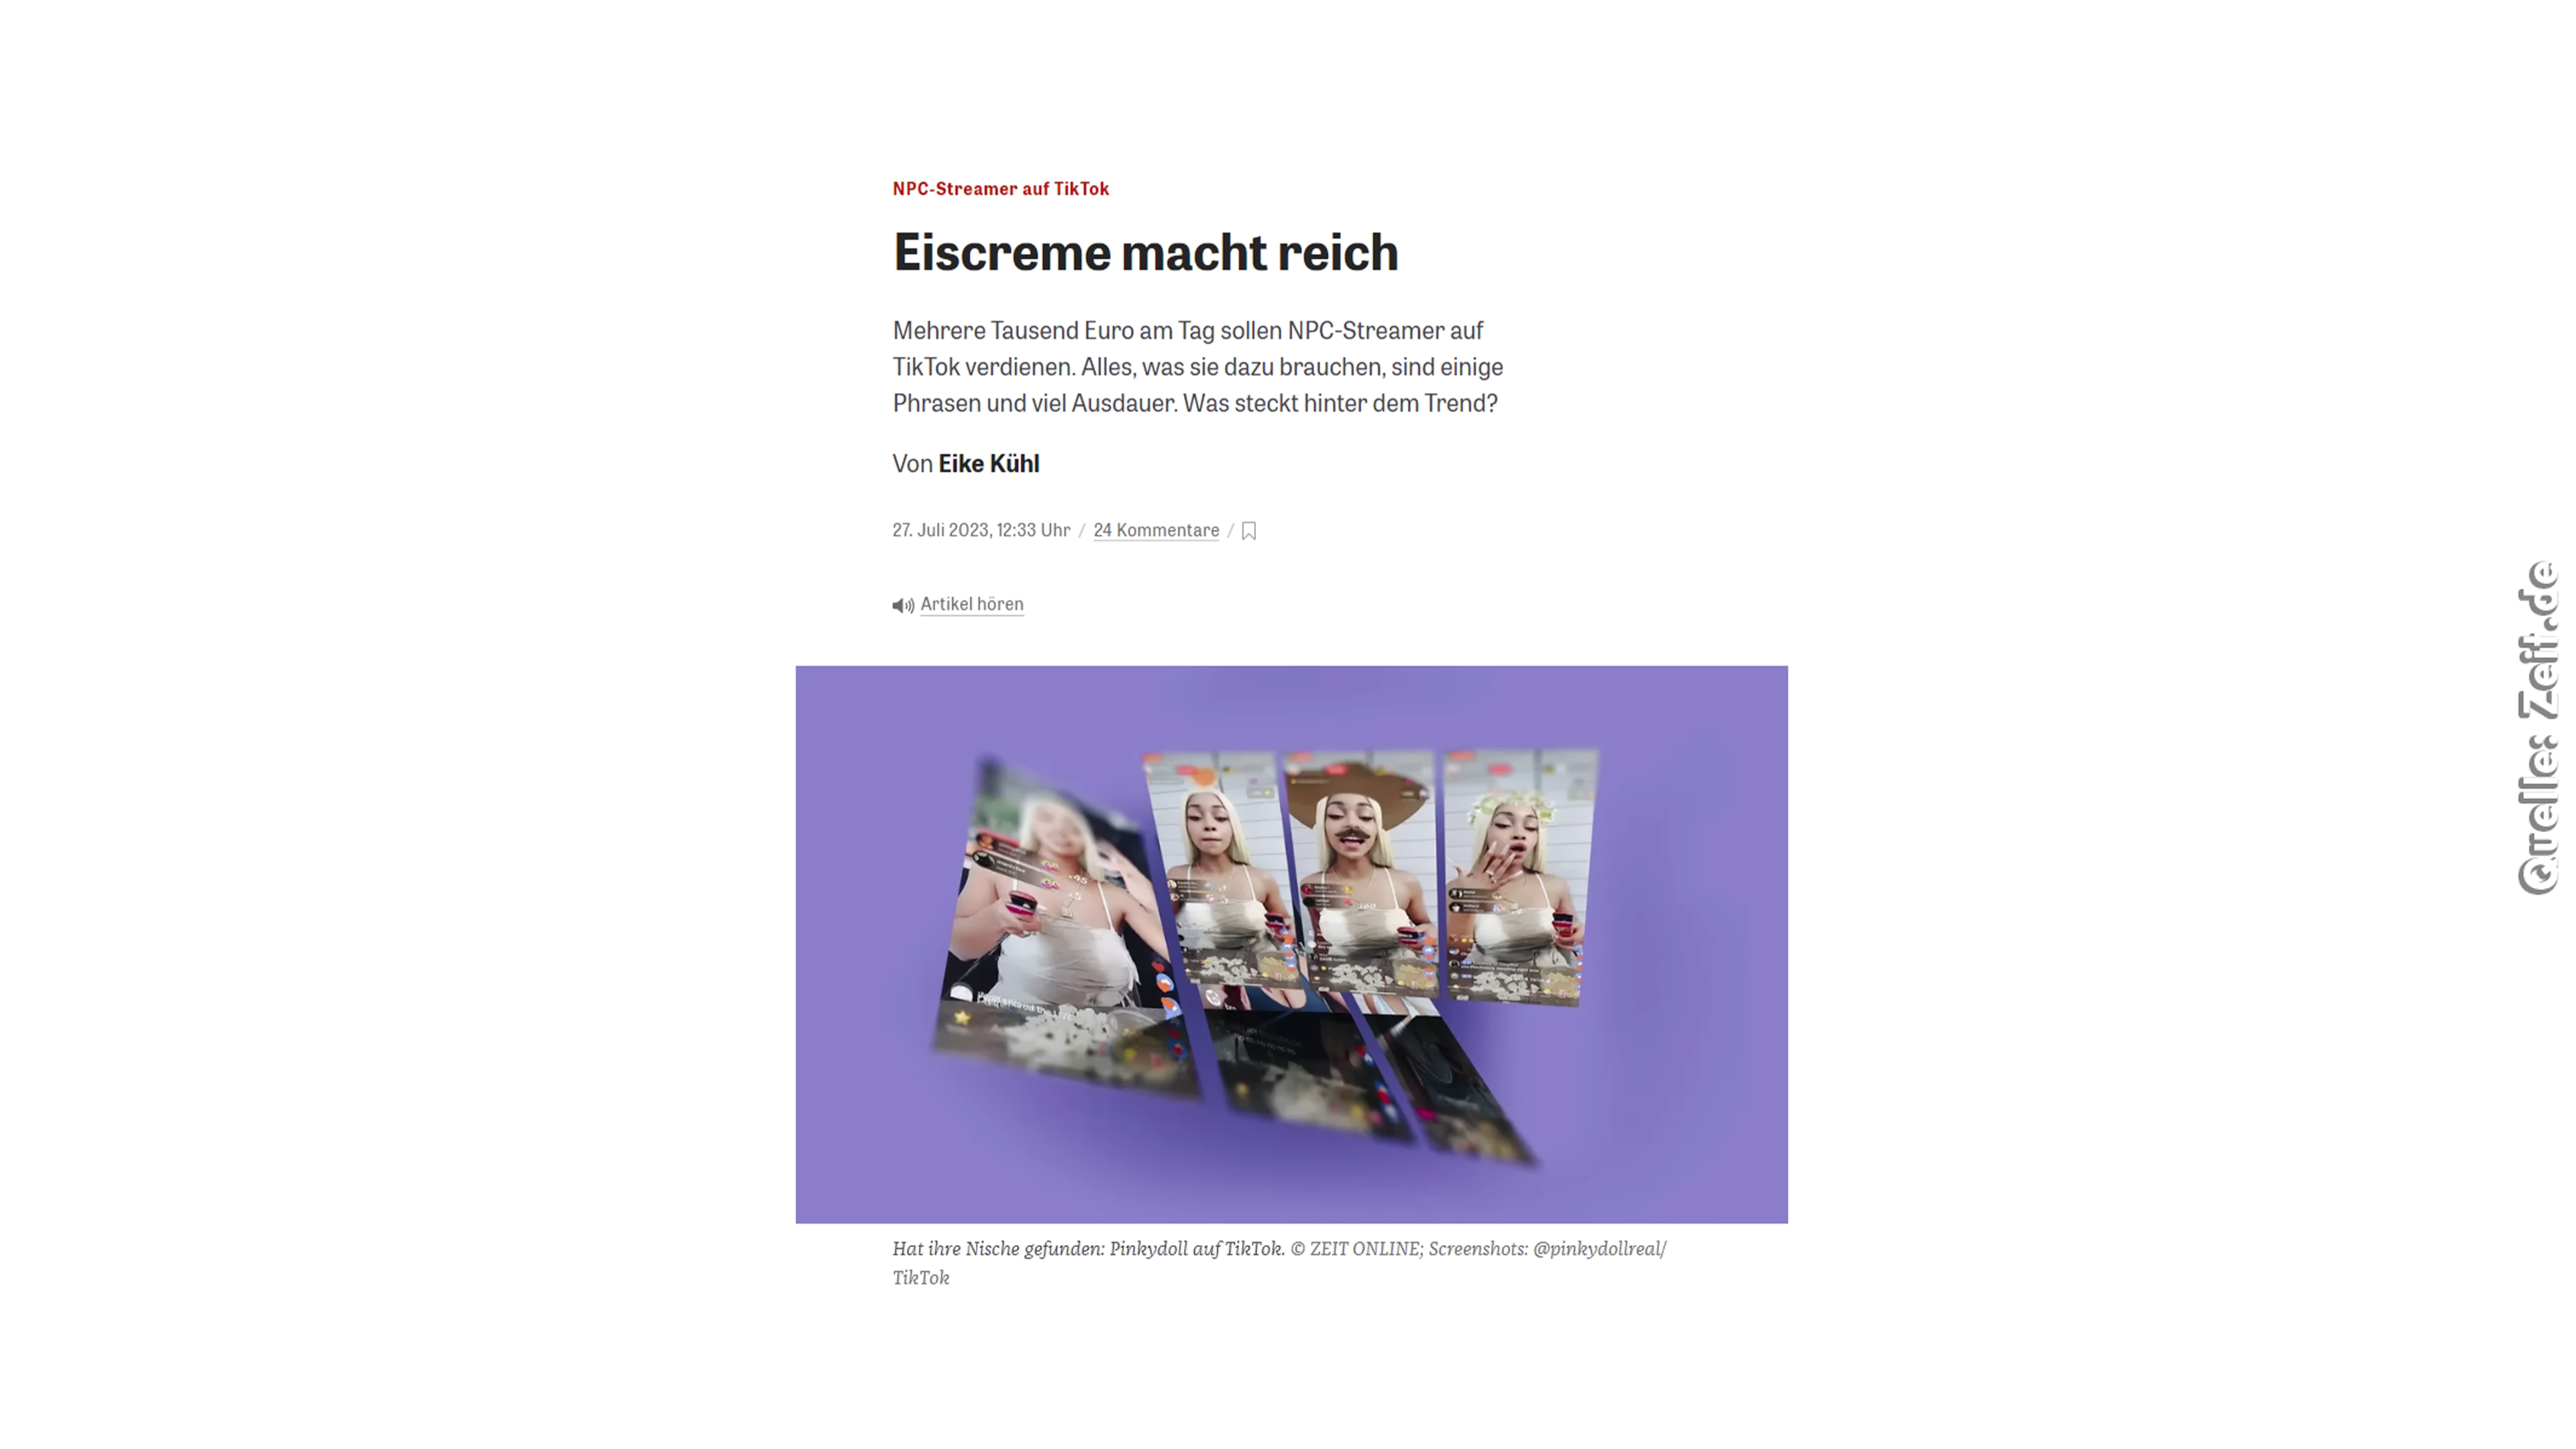 NPC-Streamer auf TikTok
Eiscreme macht reich
Mehrere Tausend Euro am Tag sollen NPC-Streamer auf
TikTok verdienen. Alles, was sie dazu brauchen, sind einige
Phrasen und viel Ausdauer. Was steckt hinter dem Trend?
Von Eike Kühl
27. Juli 2023, 12:33 Uhr / 24 Kommentare /
Artikel hören
Hat ihre Nische gefunden: Pinkydoll auf TikTok. © ZEIT ONLINE; Screenshots: @pinkydollreal/
TikTok
Quelle: Zeit.de